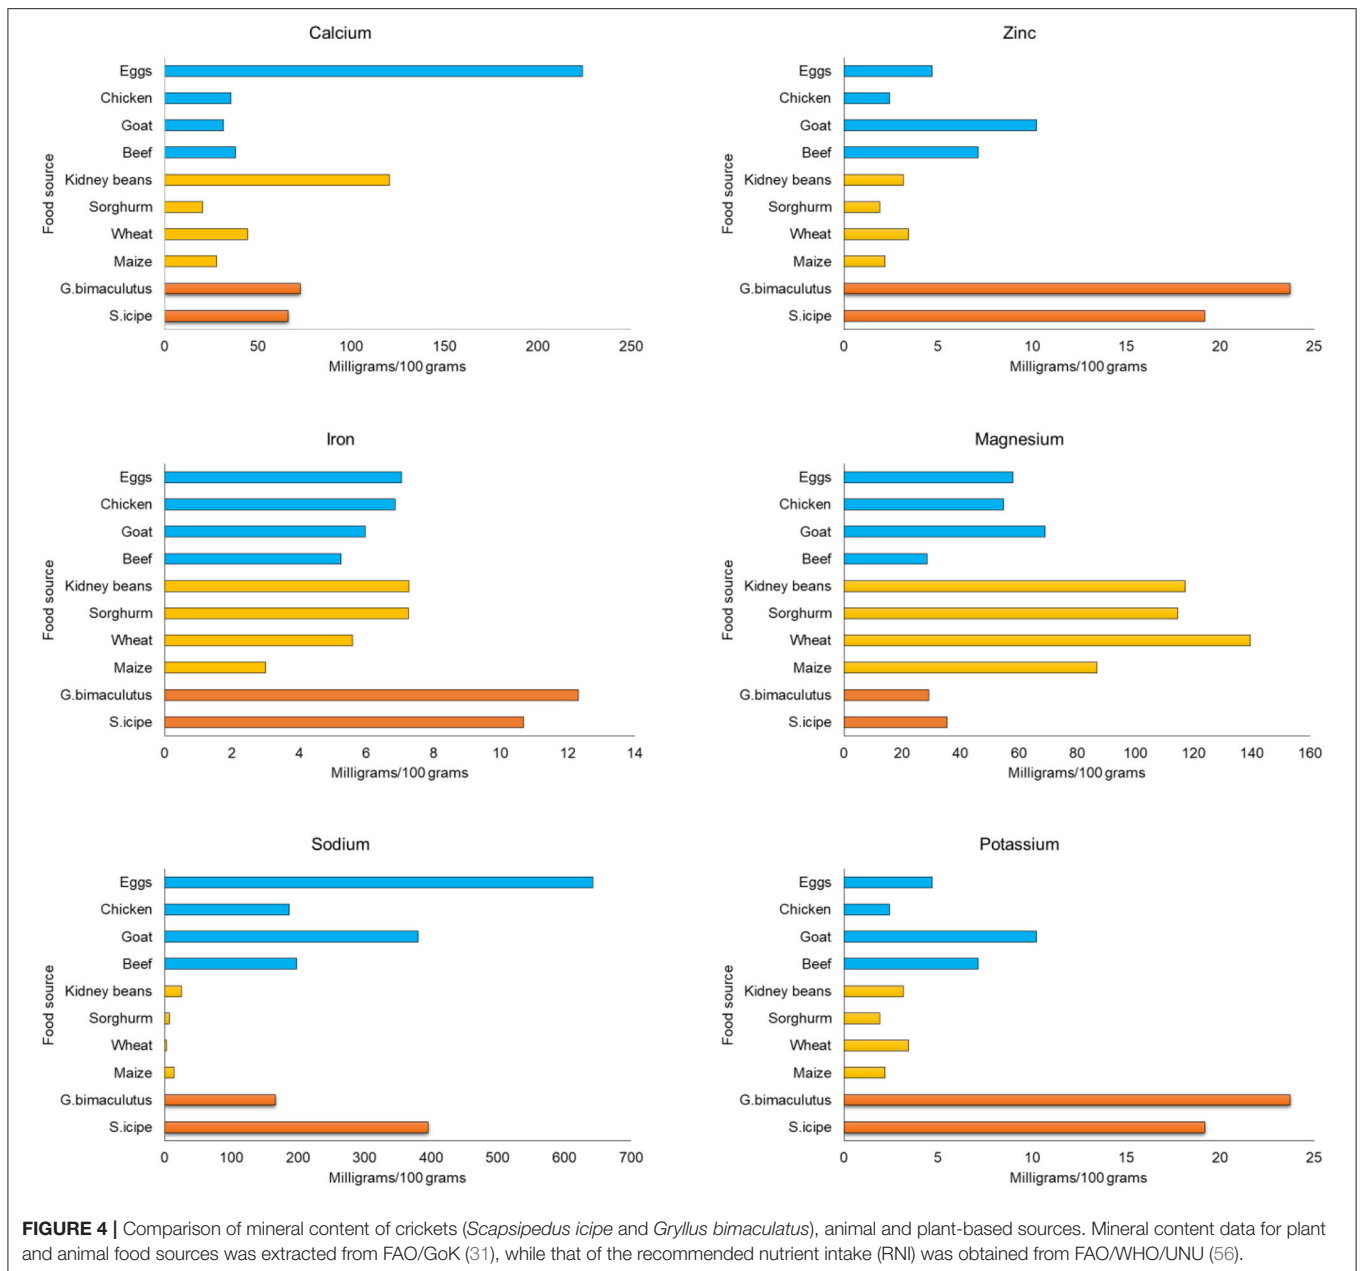 Calcium
Food source
Eggs
Chicken
Goat
Beef
Kidney beans
Sorghurm
Wheat
Maize
G.bimaculutus
S.icipe
0 50 100 150 200 250
Milligrams/100 grams
Zinc
Food source
Eggs
Chicken
Goat
Beef
Kidney beans
Sorghurm
Wheat
Maize
G.bimaculutus
S.icipe
0 5 10 15 20 25
Milligrams/100 grams
Iron
Food source
Eggs
Chicken
Goat
Beef
Kidney beans
Sorghurm
Wheat
Maize
G.bimaculutus
S.icipe
0 2 4 6 8 10 12 14
Milligrams/100 grams
Magnesium
Food source
Eggs
Chicken
Goat
Beef
Kidney beans
Sorghurm
Wheat
Maize
G.bimaculutus
S.icipe
0 20 40 60 80 100 120 140 160
Milligrams/100 grams
Sodium
Food source
Eggs
Chicken
Goat
Beef
Kidney beans
Sorghurm
Wheat
Maize
G.bimaculutus
S.icipe
0 100 200 300 400 500 600 700
Milligrams/100 grams
Potassium
Food source
Eggs
Chicken
Goat
Beef
Kidney beans
Sorghurm
Wheat
Maize
G.bimaculutus
S.icipe
0 5 10 15 20 25
Milligrams/100 grams
FIGURE 4 | Comparison of mineral content of crickets (Scapsipedus icipe and Gryllus bimaculatus), animal and plant-based sources. Mineral content data for plant
and animal food sources was extracted from FAO/GoK (31), while that of the recommended nutrient intake (RNI) was obtained from FAO/WHO/UNU (56).